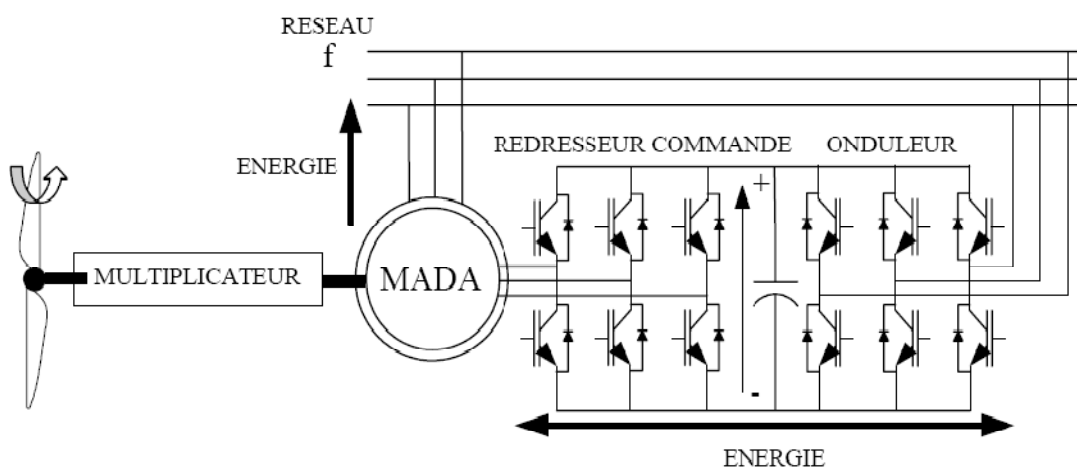 RESEAU
f
REDRESSEUR COMMANDE
ONDULEUR
ENERGIE
+
MULTIPLICATEUR
MADA
-
ENERGIE